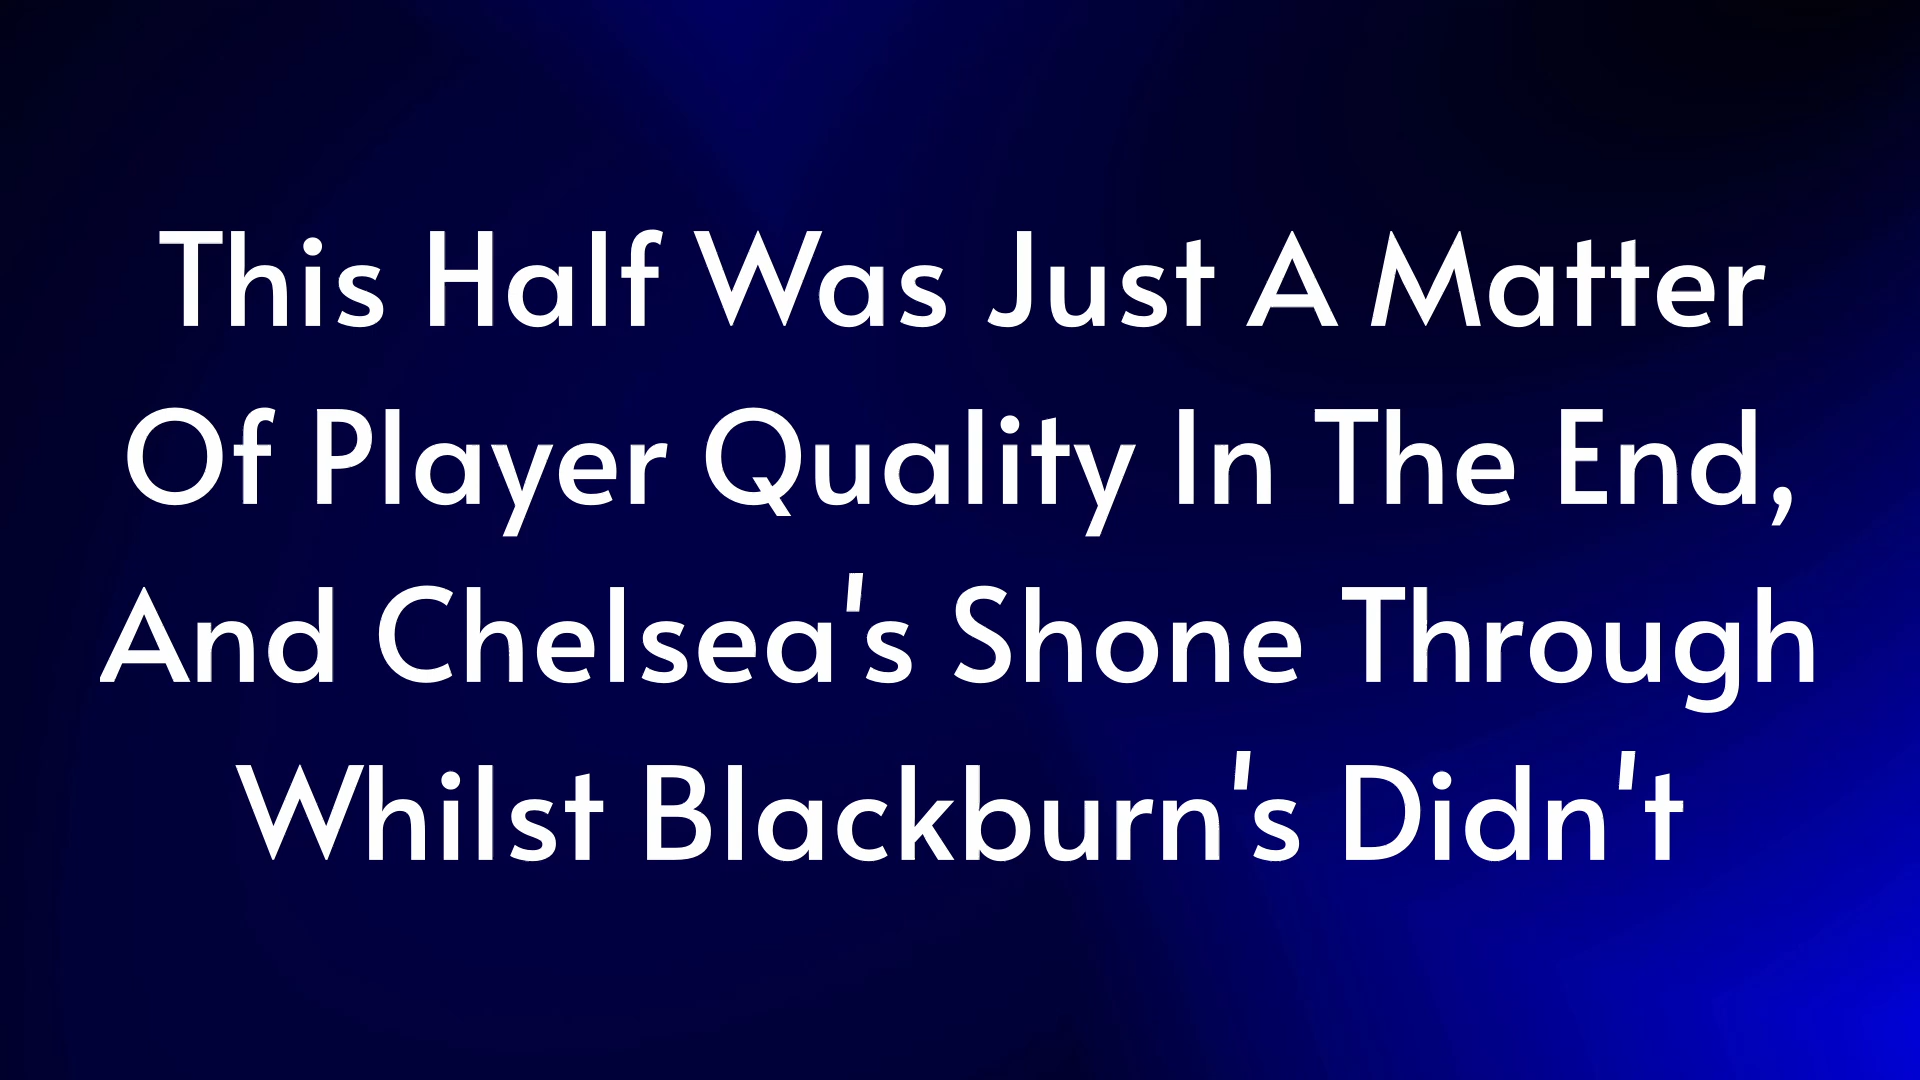 This Half Was Just A Matter
Of Player Quality In The End,
And Chelsea's Shone Through
Whilst Blackburn's Didn't